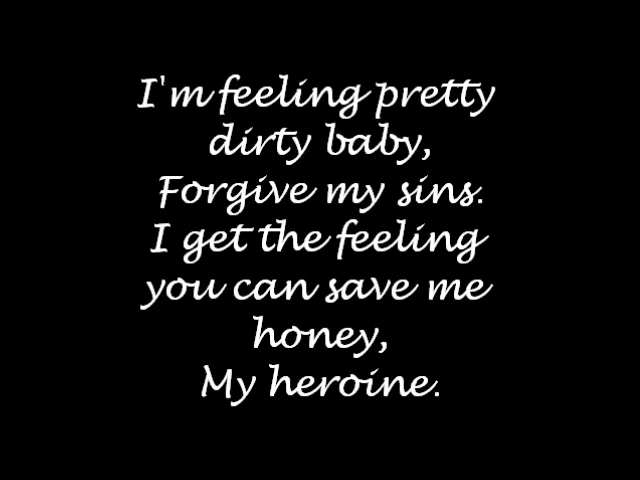 I'm feeling pretty
dirty baby,
Forgive my sins.
I get the feeling
you can save me
honey,
My heroine.